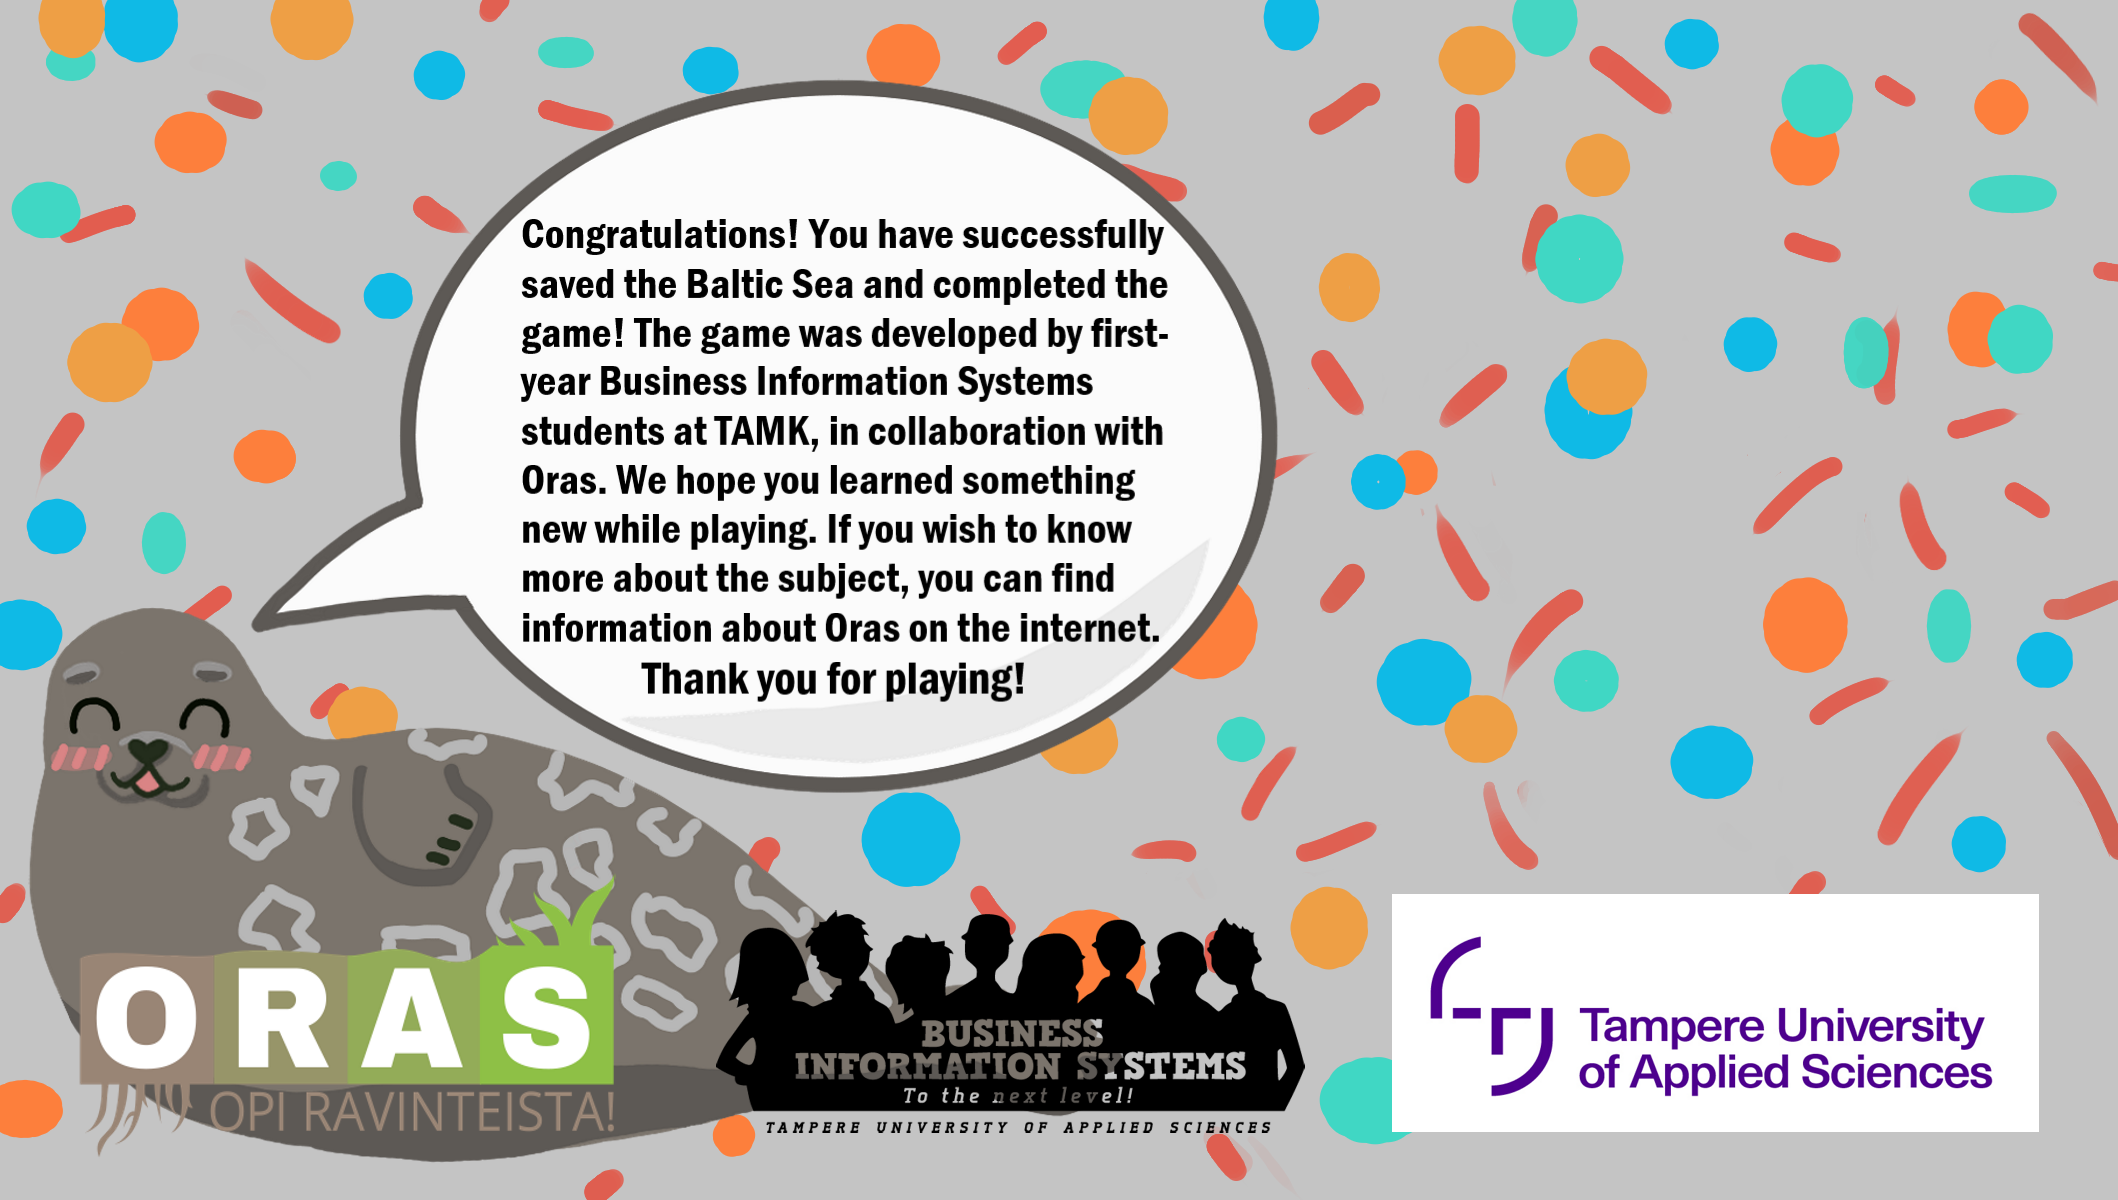 Congratulations! You have successfully
saved the Baltic Sea and completed the
game! The game was developed by first-
year Business Information Systems
students at TAMK, in collaboration with
Oras. We hope you learned something
new while playing. If you wish to know
more about the subject, you can find
information about Oras on the internet.
Thank you for playing!
ORAS
OPI RAVINTEISTA!
BUSINESS
INFORMATION SYSTEMS
To the next level!
TAMPERE UNIVERSITY OF APPLIED SCIENCES
Tampere University
of Applied Sciences